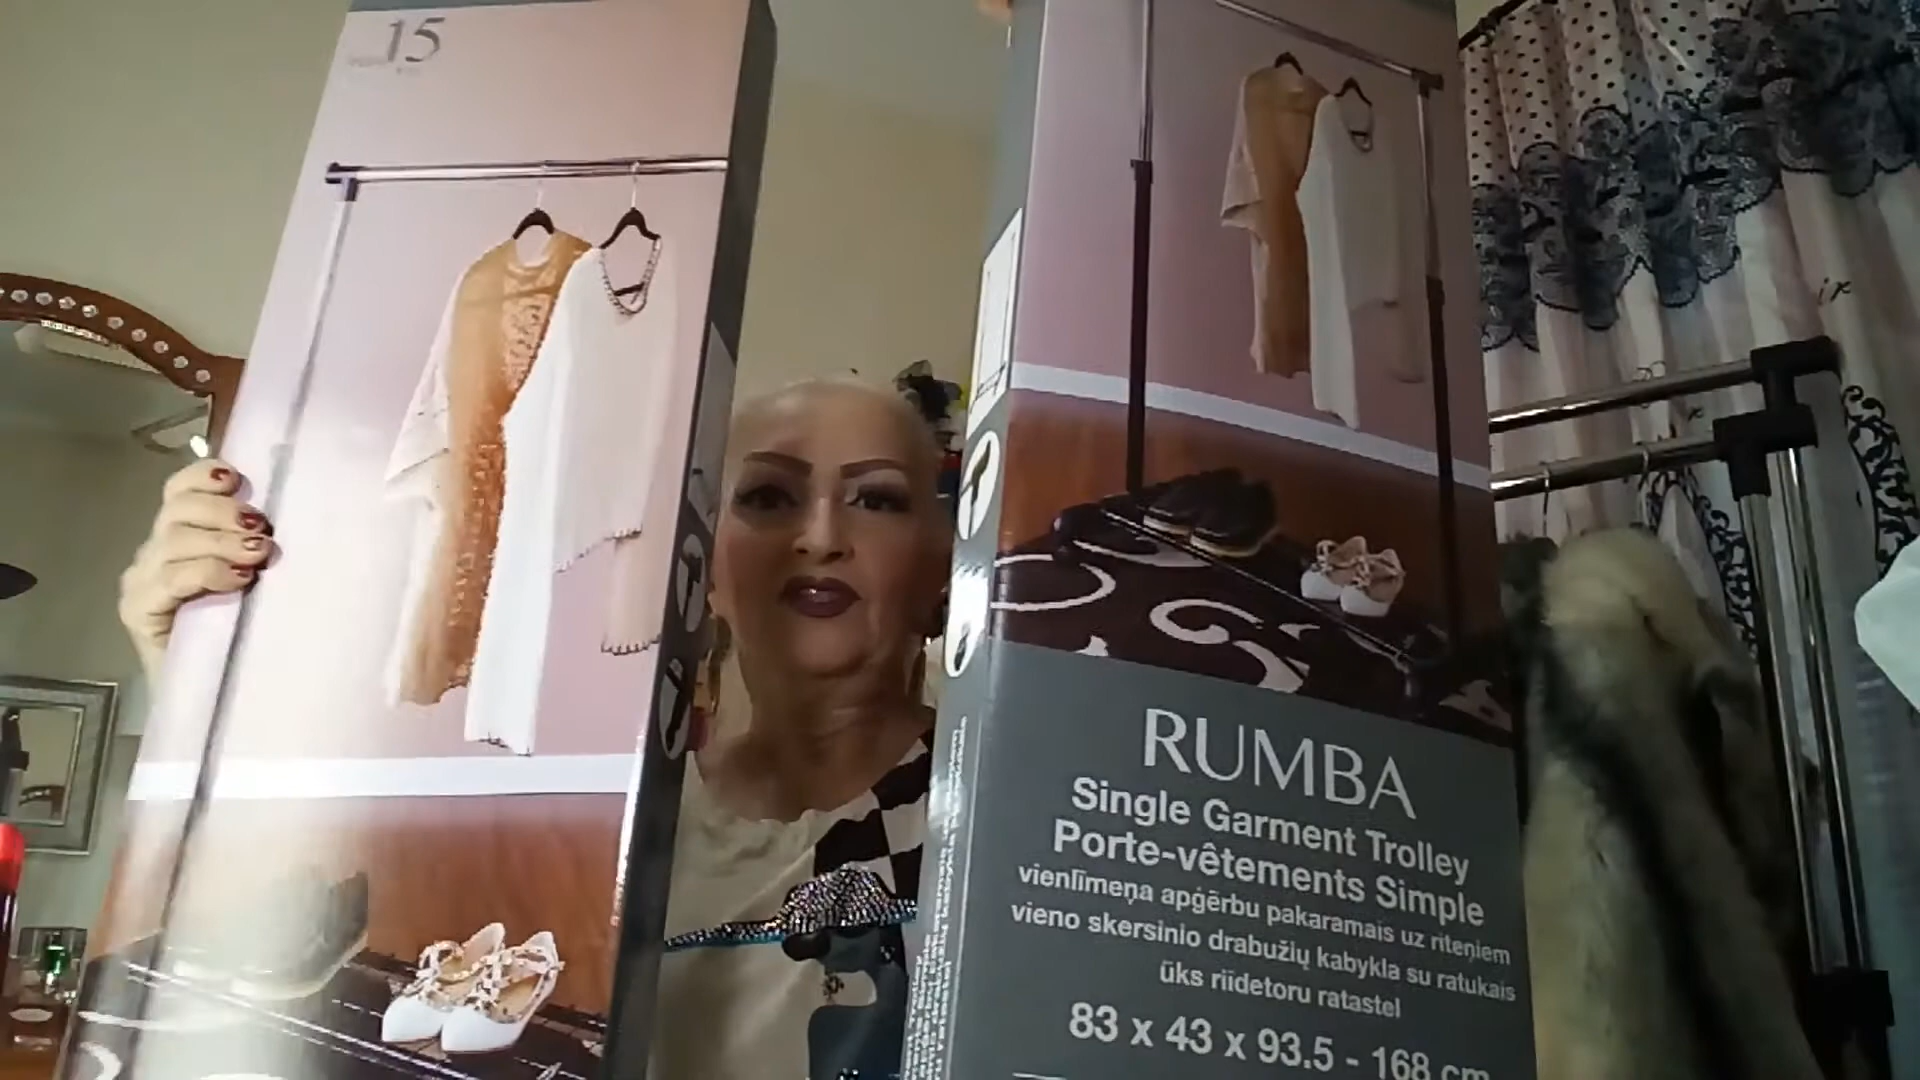 15
RUMBA
Single Garment Trolley
Porte-vêtements Simple
vienlīmeņa apģērbu pakaramais uz riteņiem
vieno skersinio drabužių kabykla su ratukais
üks riidetoru ratastel
83 x 43 x 93.5 - 168 cm